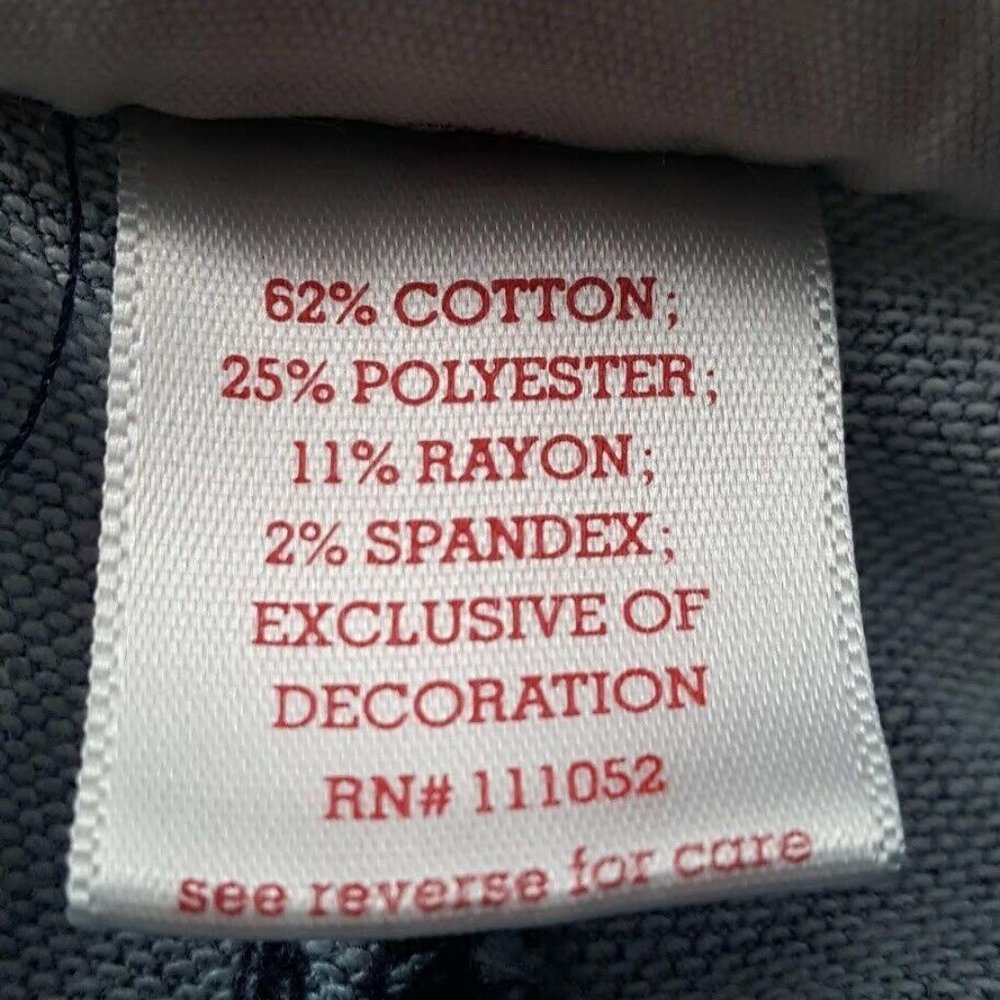 62% COTTON;
25% POLYESTER;
11% RAYON;
2% SPANDEX;
EXCLUSIVE OF
DECORATION
RN# 111052
see reverse for care